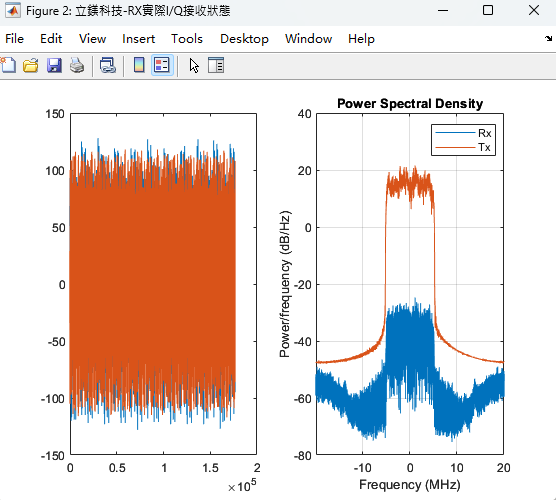 Figure 2: 立鎂科技-RX實際I/Q接收狀態
File Edit View Insert Tools Desktop Window Help
150
100
50
0
-50
-100
-150
0 0.5 1 1.5 2
×10^5
Power Spectral Density
Rx
Tx
Power/frequency (dB/Hz)
40
20
0
-20
-40
-60
-80
-10 0 10 20
Frequency (MHz)